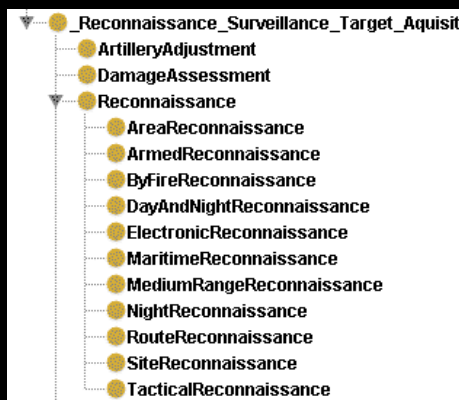 _Reconnaissance_Surveillance_Target_Aquisit
ArtilleryAdjustment
DamageAssessment
Reconnaissance
AreaReconnaissance
ArmedReconnaissance
ByFireReconnaissance
DayAndNightReconnaissance
ElectronicReconnaissance
MaritimeReconnaissance
MediumRangeReconnaissance
NightReconnaissance
RouteReconnaissance
SiteReconnaissance
TacticalReconnaissance